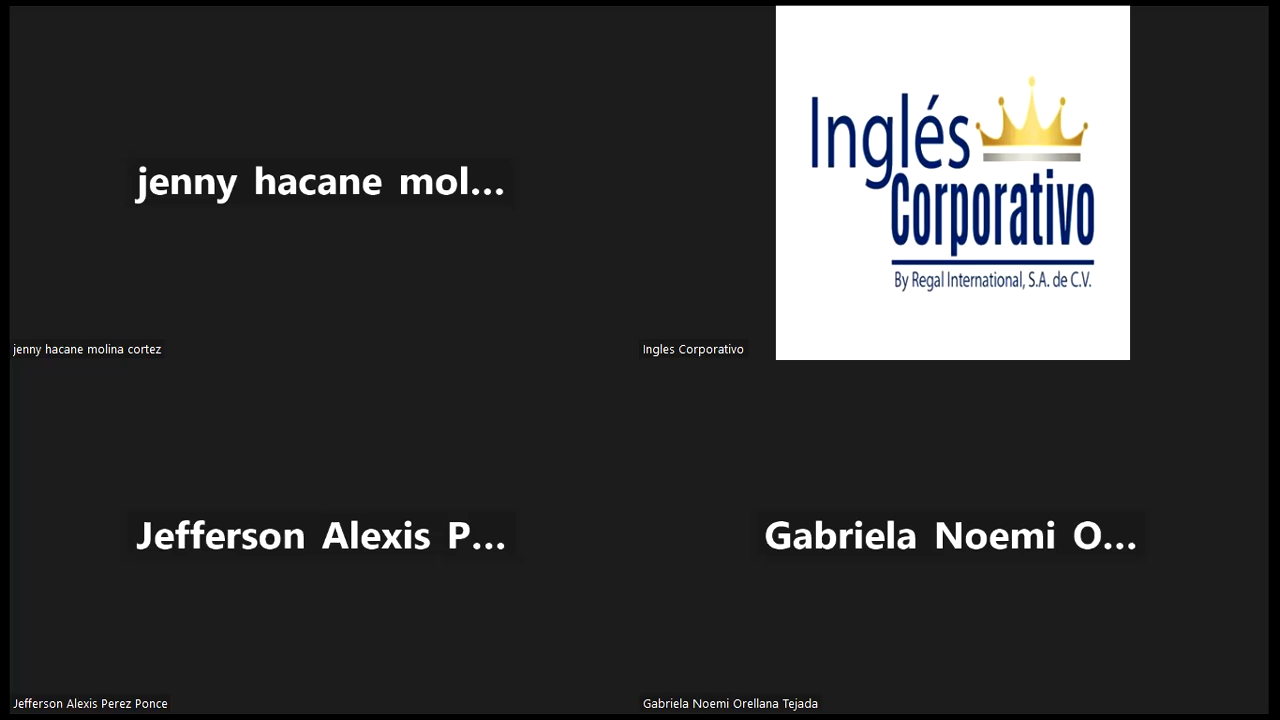 jenny hacane mol...
jenny hacane molina cortez
Inglés
Corporativo
By Regal International, S.A. de C.V.
Ingles Corporativo
Jefferson Alexis P...
Jefferson Alexis Perez Ponce
Gabriela Noemi O...
Gabriela Noemi Orellana Tejada